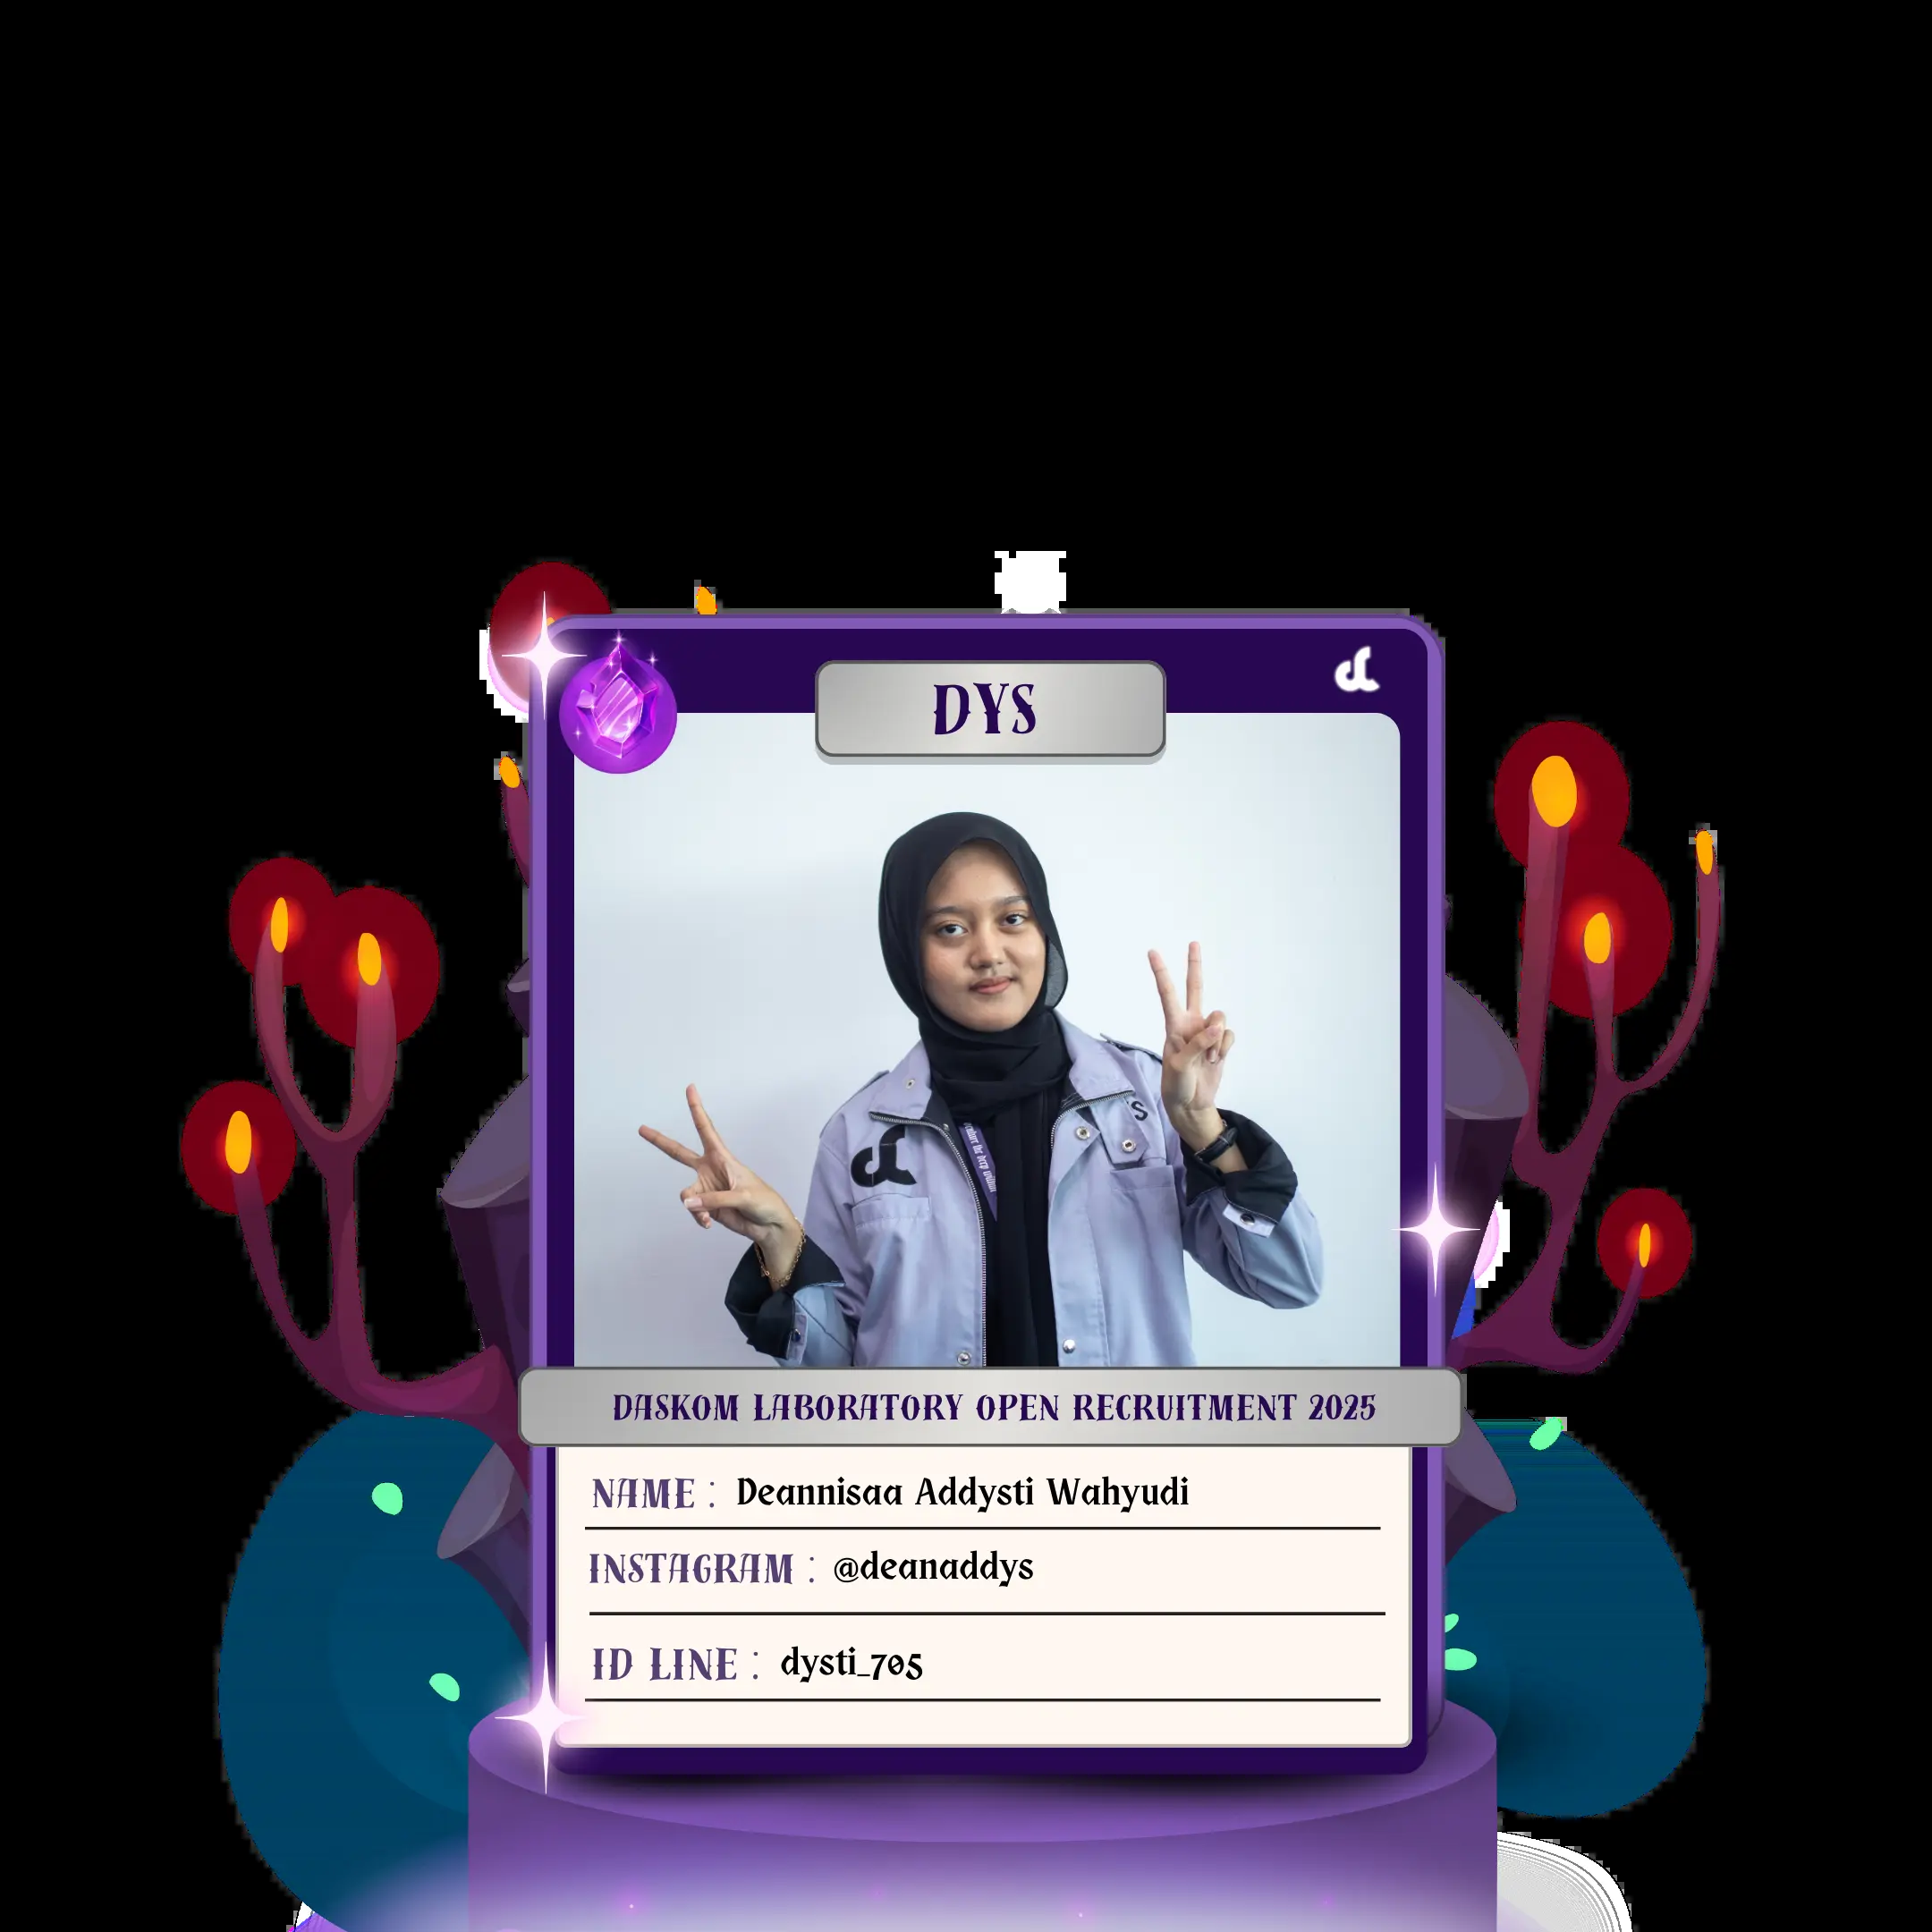 DYS
DASKOM LABORATORY OPEN RECRUITMENT 2025
NAME : Deannisaa Addysti Wahyudi
INSTAGRAM : @deanaddys
ID LINE : dysti_705